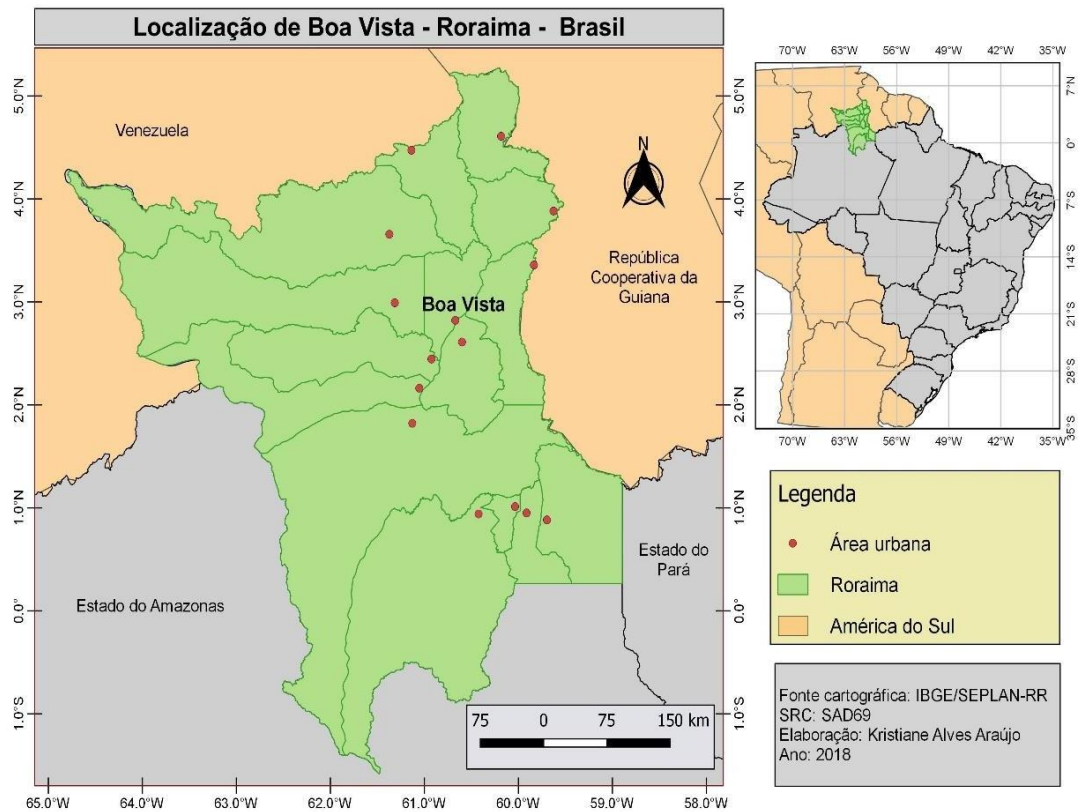 Localização de Boa Vista - Roraima - Brasil
5.0°N
4.0°N
3.0°N
2.0°N
1.0°N
0.0°
1.0°S
Venezuela
N
República
Cooperativa da
Guiana
Boa Vista
Estado do
Pará
Estado do Amazonas
75 0 75 150 km
5.0°N
4.0°N
3.0°N
2.0°N
1.0°N
0.0°
1.0°S
65.0°W 64.0°W 63.0°W 62.0°W 61.0°W 60.0°W 59.0°W 58.0°W
70°W 63°W 56°W 49°W 42°W 35°W
7°N
0°
7°S
14°S
21°S
28°S
35°S
70°W 63°W 56°W 49°W 42°W 35°W
Legenda
Área urbana
Roraima
América do Sul
Fonte cartográfica: IBGE/SEPLAN-RR
SRC: SAD69
Elaboração: Kristiane Alves Araújo
Ano: 2018